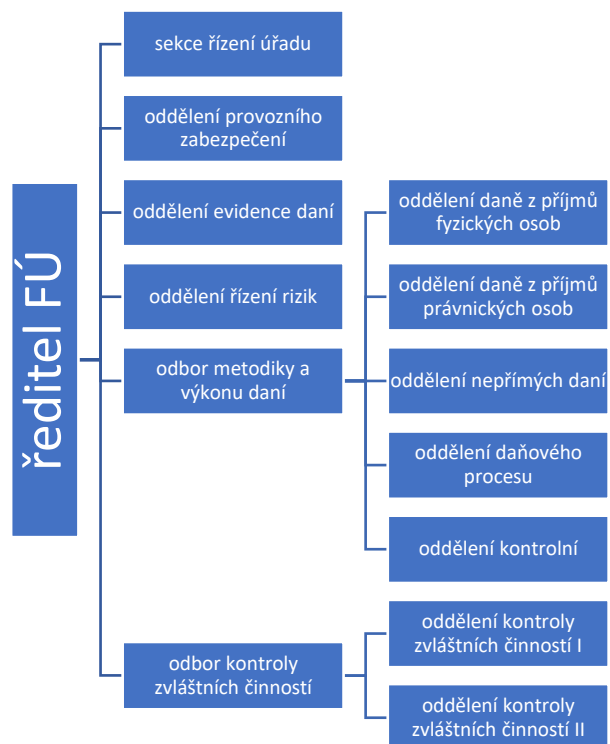 ředitel FÚ
sekce řízení úřadu
oddělení provozního
zabezpečení
oddělení evidence daní
oddělení řízení rizik
odbor metodiky a
výkonu daní
oddělení daně z příjmů
fyzických osob
oddělení daně z příjmů
právnických osob
oddělení nepřímých daní
oddělení daňového
procesu
oddělení kontrolní
odbor kontroly
zvláštních činností
oddělení kontroly
zvláštních činností I
oddělení kontroly
zvláštních činností II